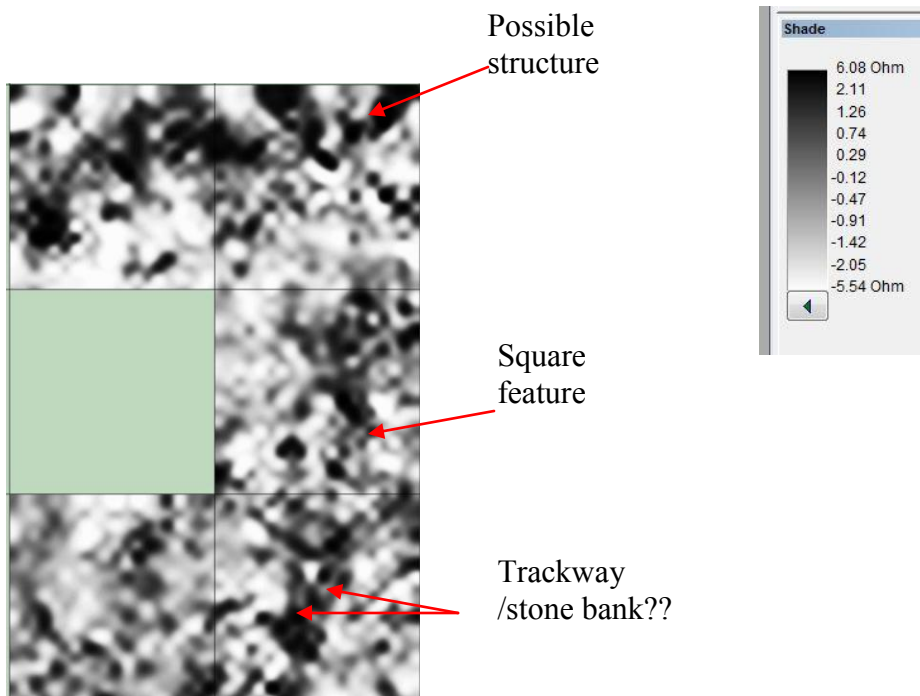 Possible
structure
Shade
6.08 Ohm
2.11
1.26
0.74
0.29
-0.12
-0.47
-0.91
-1.42
-2.05
-5.54 Ohm
Square
feature
Trackway
/stone bank??